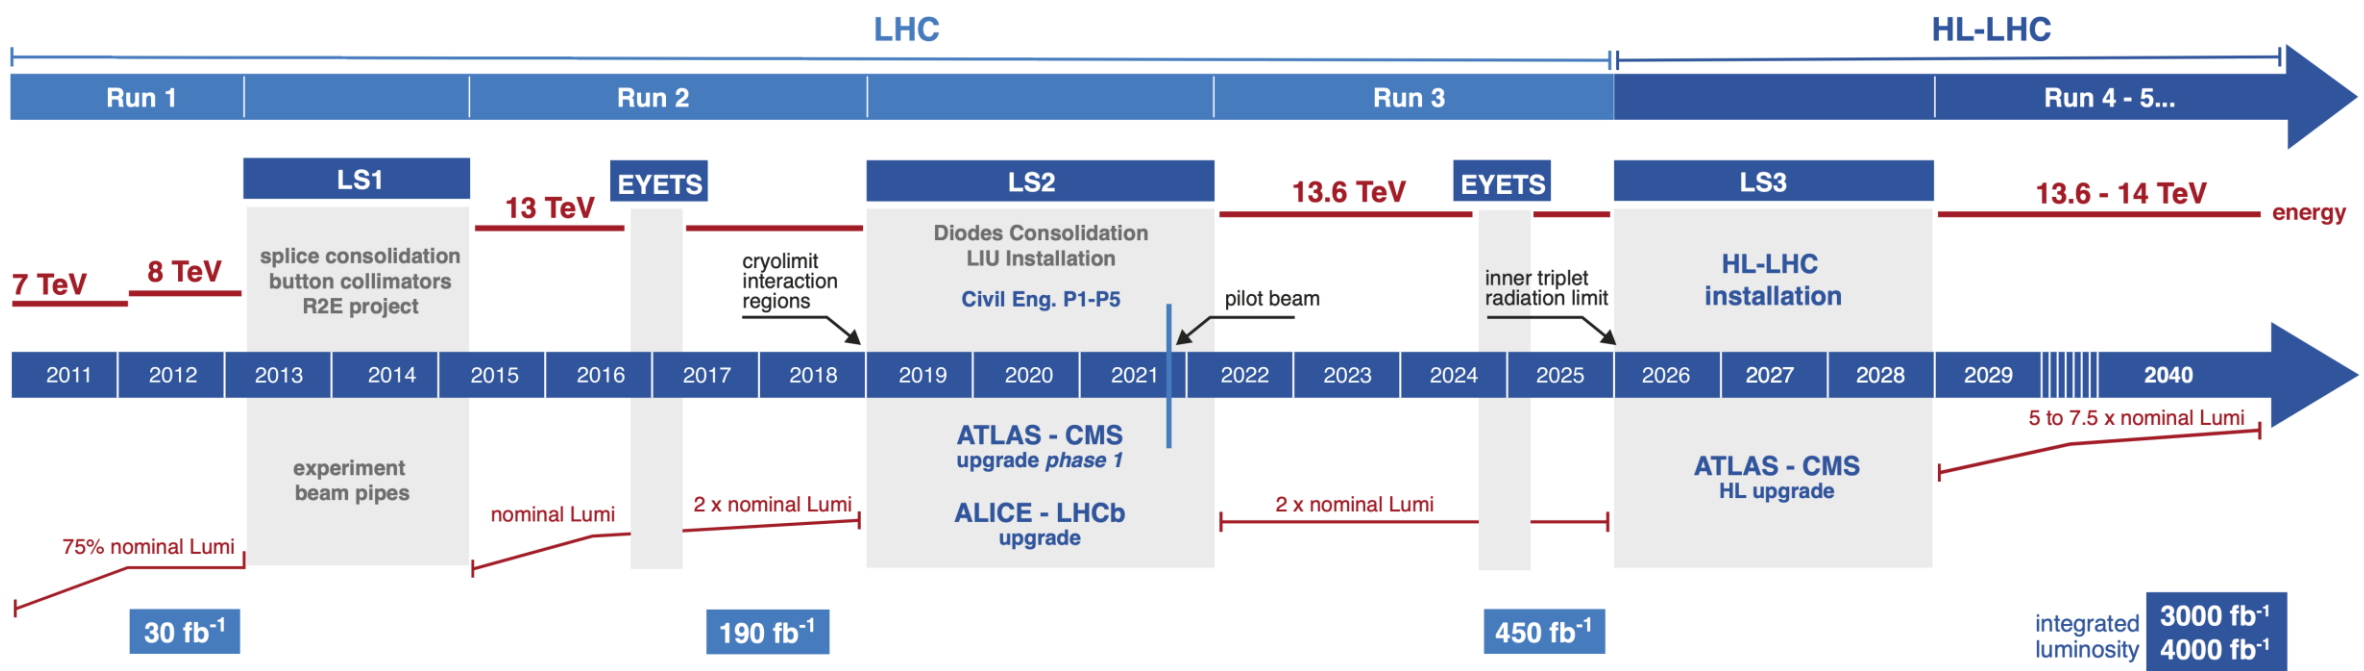 LHC
HL-LHC
Run 1
Run 2
Run 3
Run 4 - 5...
LS1
EYETS
LS2
EYETS
LS3
13 TeV
13.6 TeV
13.6 - 14 TeV
energy
7 TeV
8 TeV
splice consolidation
button collimators
R2E project
cryolimit
interaction
regions
Diodes Consolidation
LIU Installation
Civil Eng. P1-P5
pilot beam
inner triplet
radiation limit
HL-LHC
installation
2011
2012
2013
2014
2015
2016
2017
2018
2019
2020
2021
2022
2023
2024
2025
2026
2027
2028
2029
2040
experiment
beam pipes
ATLAS - CMS
upgrade phase 1
ALICE - LHCb
upgrade
ATLAS - CMS
HL upgrade
5 to 7.5 x nominal Lumi
75% nominal Lumi
nominal Lumi
2 x nominal Lumi
2 x nominal Lumi
30 fb⁻¹
190 fb⁻¹
450 fb⁻¹
integrated
luminosity
3000 fb⁻¹
4000 fb⁻¹